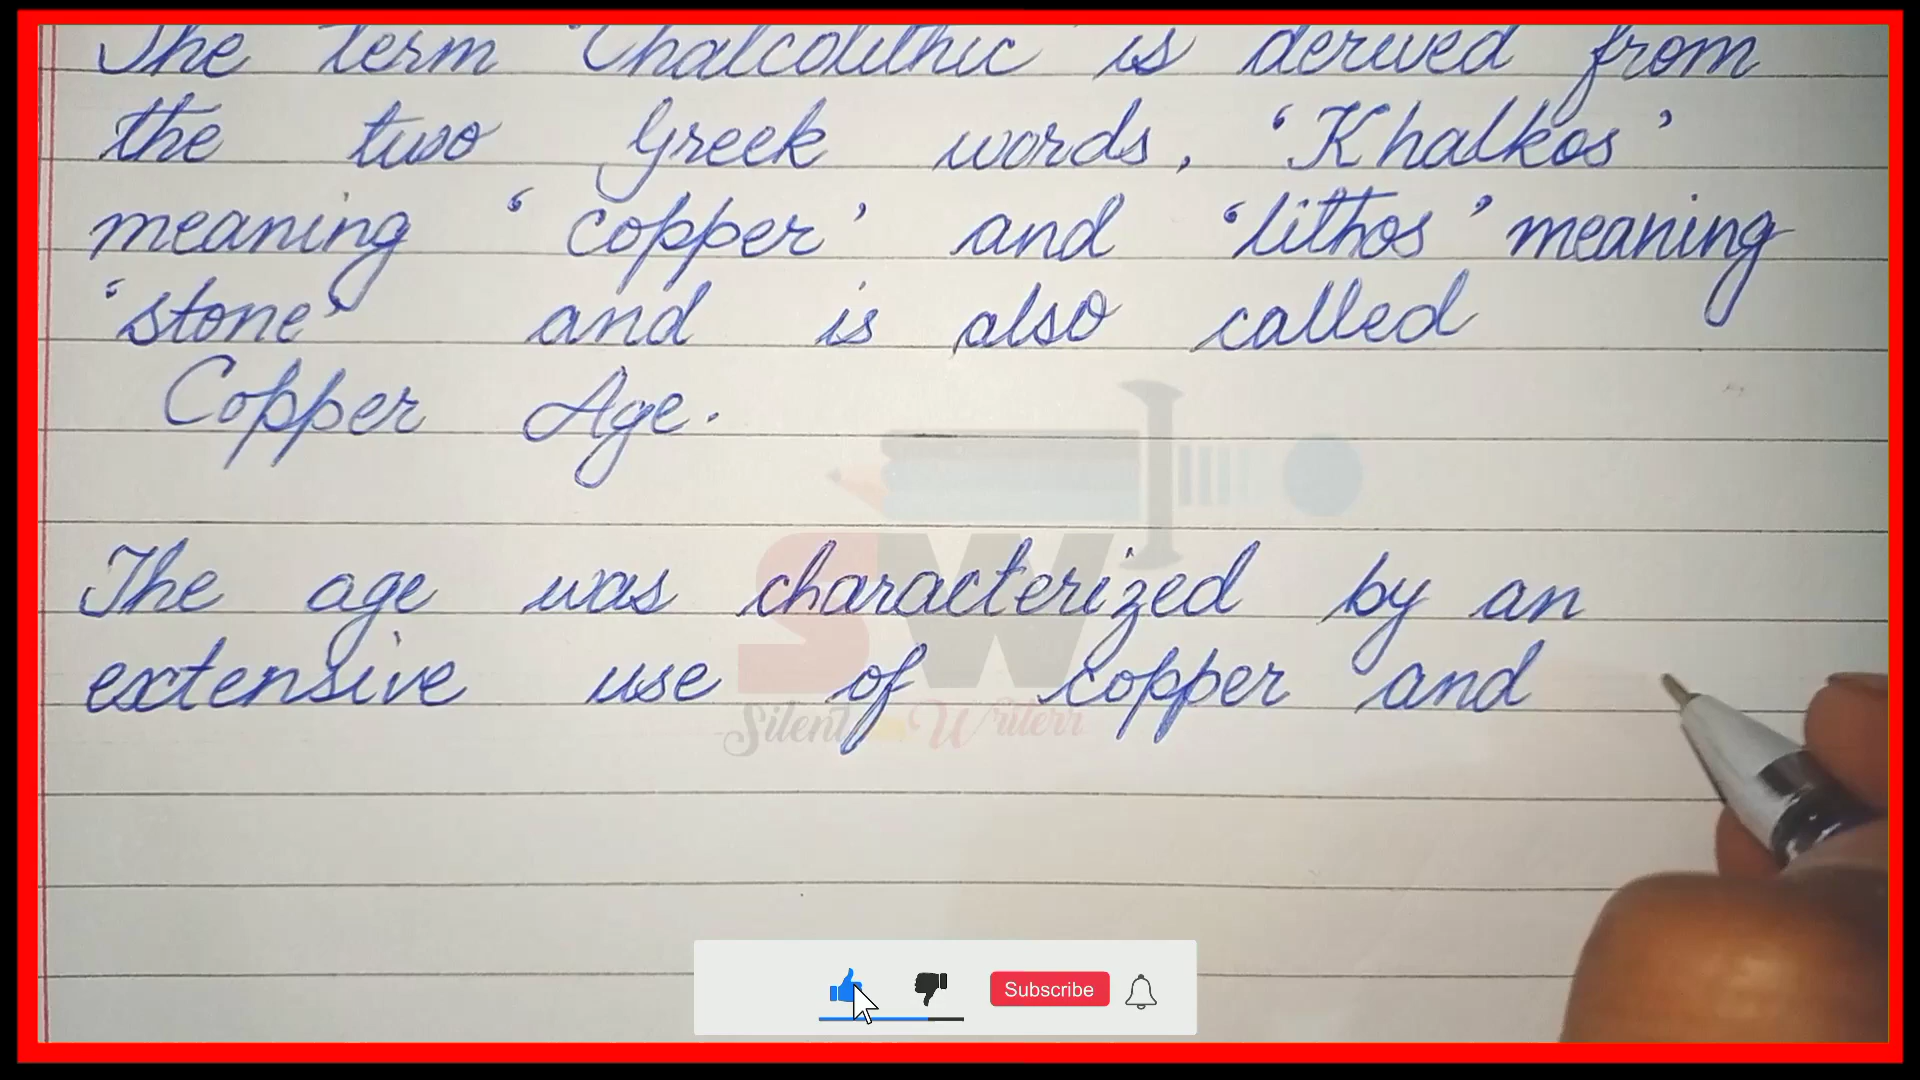 The term Chalcolithic is derived from
the two Greek words, ‘Khalkos’
meaning ‘copper’ and ‘lithos’ meaning
‘stone’ and is also called
Copper Age.
The age was characterized by an
extensive use of copper and
SW
Silent Writerr
Subscribe